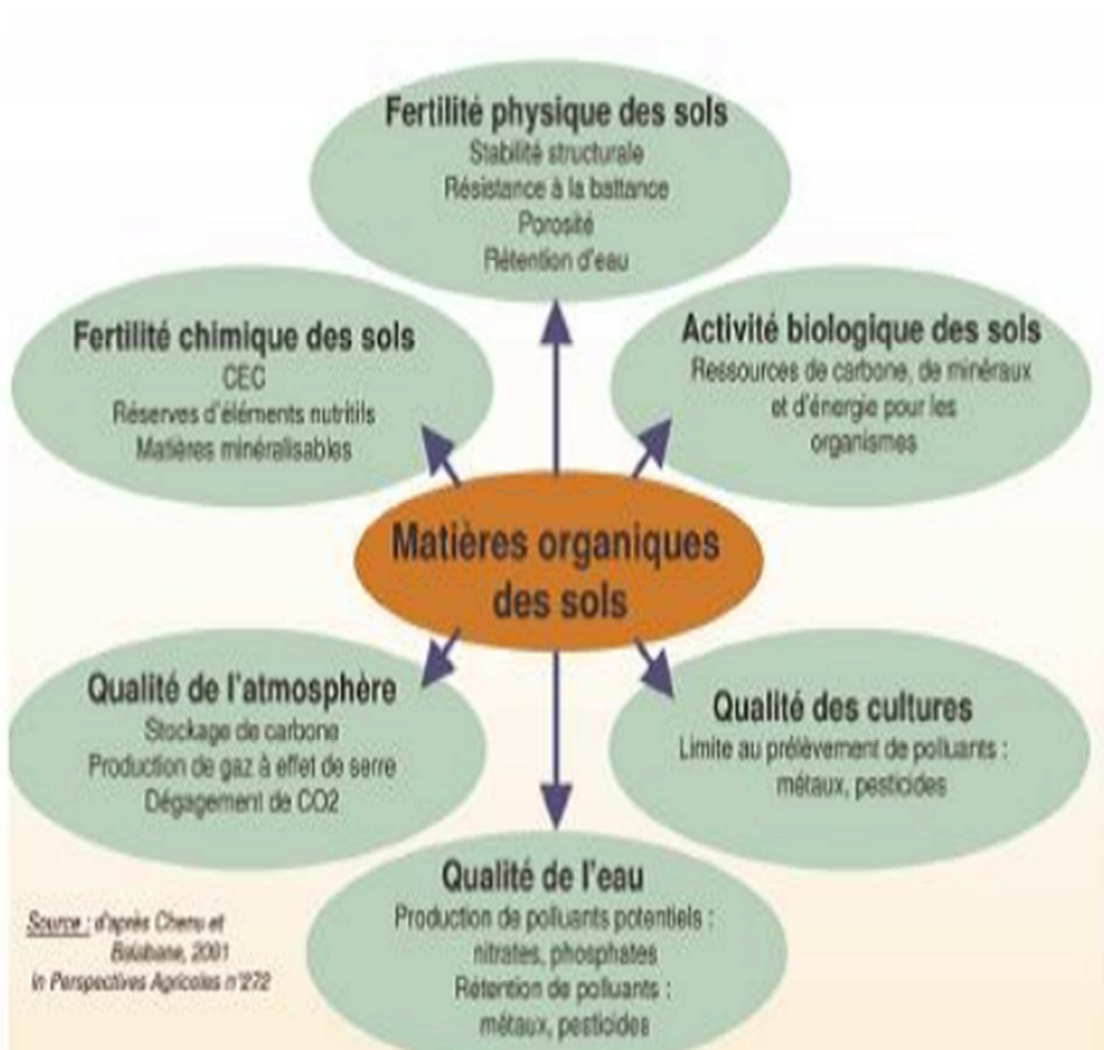 Fertilité physique des sols
Stabilité structurale
Résistance à la battance
Porosité
Rétention d'eau
Fertilité chimique des sols
CEC
Réserves d'éléments nutritifs
Matières minéralisables
Activité biologique des sols
Ressources de carbone, de minéraux
et d'énergie pour les
organismes
Matières organiques
des sols
Qualité de l'atmosphère
Stockage de carbone
Production de gaz à effet de serre
Dégagement de CO2
Qualité des cultures
Limite au prélèvement de polluants :
métaux, pesticides
Qualité de l'eau
Production de polluants potentiels :
nitrates, phosphates
Rétention de polluants :
métaux, pesticides
Source : d'après Chenu et
Balabane, 2001
in Perspectives Agricoles n°272